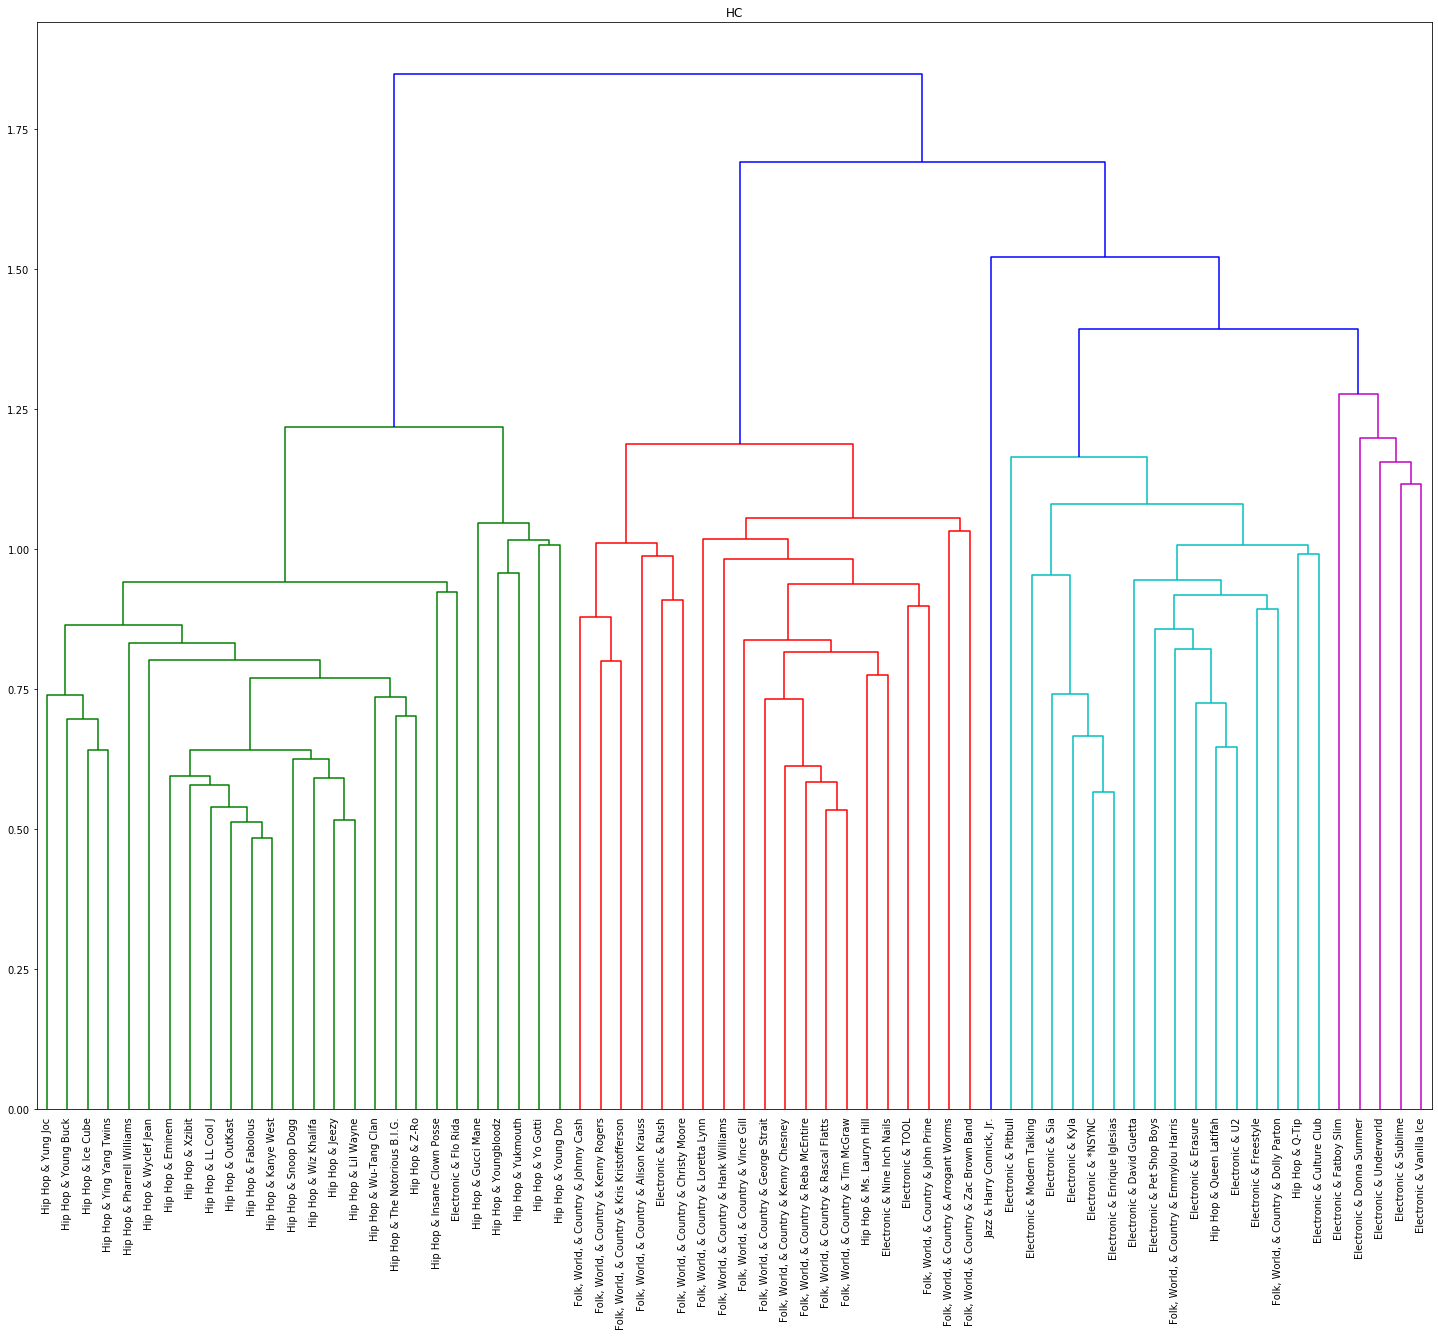 HC
1.75
1.50
1.25
1.00
0.75
0.50
0.25
0.00
Hip Hop & Yung Joc
Hip Hop & Young Buck
Hip Hop & Ice Cube
Hip Hop & Ying Yang Twins
Hip Hop & Pharrell Williams
Hip Hop & Wyclef Jean
Hip Hop & Eminem
Hip Hop & Xzibit
Hip Hop & LL Cool J
Hip Hop & OutKast
Hip Hop & Fabolous
Hip Hop & Kanye West
Hip Hop & Snoop Dogg
Hip Hop & Wiz Khalifa
Hip Hop & Jeezy
Hip Hop & Lil Wayne
Hip Hop & Wu-Tang Clan
Hip Hop & The Notorious B.I.G.
Hip Hop & Z-Ro
Hip Hop & Insane Clown Posse
Electronic & Flo Rida
Hip Hop & Gucci Mane
Hip Hop & Youngbloodz
Hip Hop & Yukmouth
Hip Hop & Yo Gotti
Hip Hop & Young Dro
Folk, World, & Country & Johnny Cash
Folk, World, & Country & Kenny Rogers
Folk, World, & Country & Kris Kristofferson
Folk, World, & Country & Alison Krauss
Electronic & Rush
Folk, World, & Country & Christy Moore
Folk, World, & Country & Loretta Lynn
Folk, World, & Country & Hank Williams
Folk, World, & Country & Vince Gill
Folk, World, & Country & George Strait
Folk, World, & Country & Kenny Chesney
Folk, World, & Country & Reba McEntire
Folk, World, & Country & Rascal Flatts
Folk, World, & Country & Tim McGraw
Hip Hop & Ms. Lauryn Hill
Electronic & Nine Inch Nails
Electronic & TOOL
Folk, World, & Country & John Prine
Folk, World, & Country & Arrogant Worms
Folk, World, & Country & Zac Brown Band
Jazz & Harry Connick, Jr.
Electronic & Pitbull
Electronic & Modern Talking
Electronic & Sia
Electronic & Kyla
Electronic & *NSYNC
Electronic & Enrique Iglesias
Electronic & David Guetta
Electronic & Pet Shop Boys
Folk, World, & Country & Emmylou Harris
Electronic & Erasure
Hip Hop & Queen Latifah
Electronic & U2
Electronic & Freestyle
Folk, World, & Country & Dolly Parton
Hip Hop & Q-Tip
Electronic & Culture Club
Electronic & Fatboy Slim
Electronic & Donna Summer
Electronic & Underworld
Electronic & Sublime
Electronic & Vanilla Ice